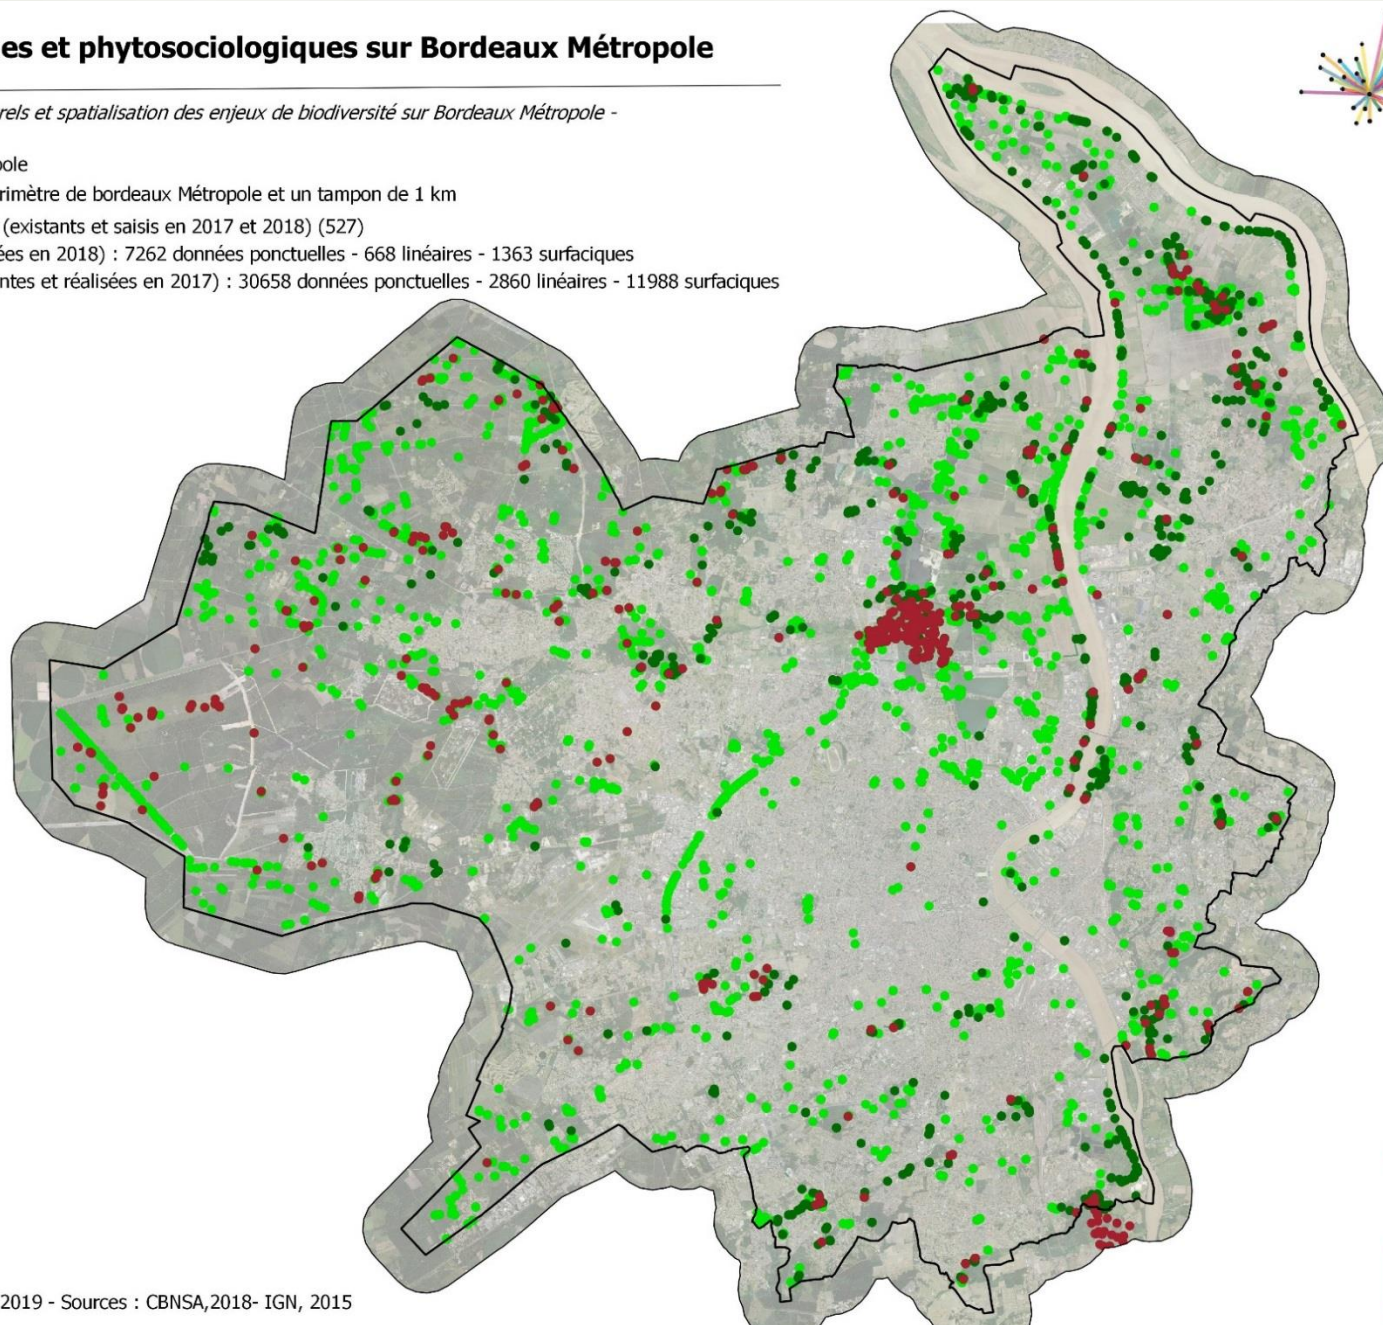 es et phytosociologiques sur Bordeaux Métropole
rels et spatialisation des enjeux de biodiversité sur Bordeaux Métropole -
pole
rimètre de bordeaux Métropole et un tampon de 1 km
(existants et saisis en 2017 et 2018) (527)
ées en 2018) : 7262 données ponctuelles - 668 linéaires - 1363 surfaciques
ntes et réalisées en 2017) : 30658 données ponctuelles - 2860 linéaires - 11988 surfaciques
2019 - Sources : CBNSA,2018- IGN, 2015